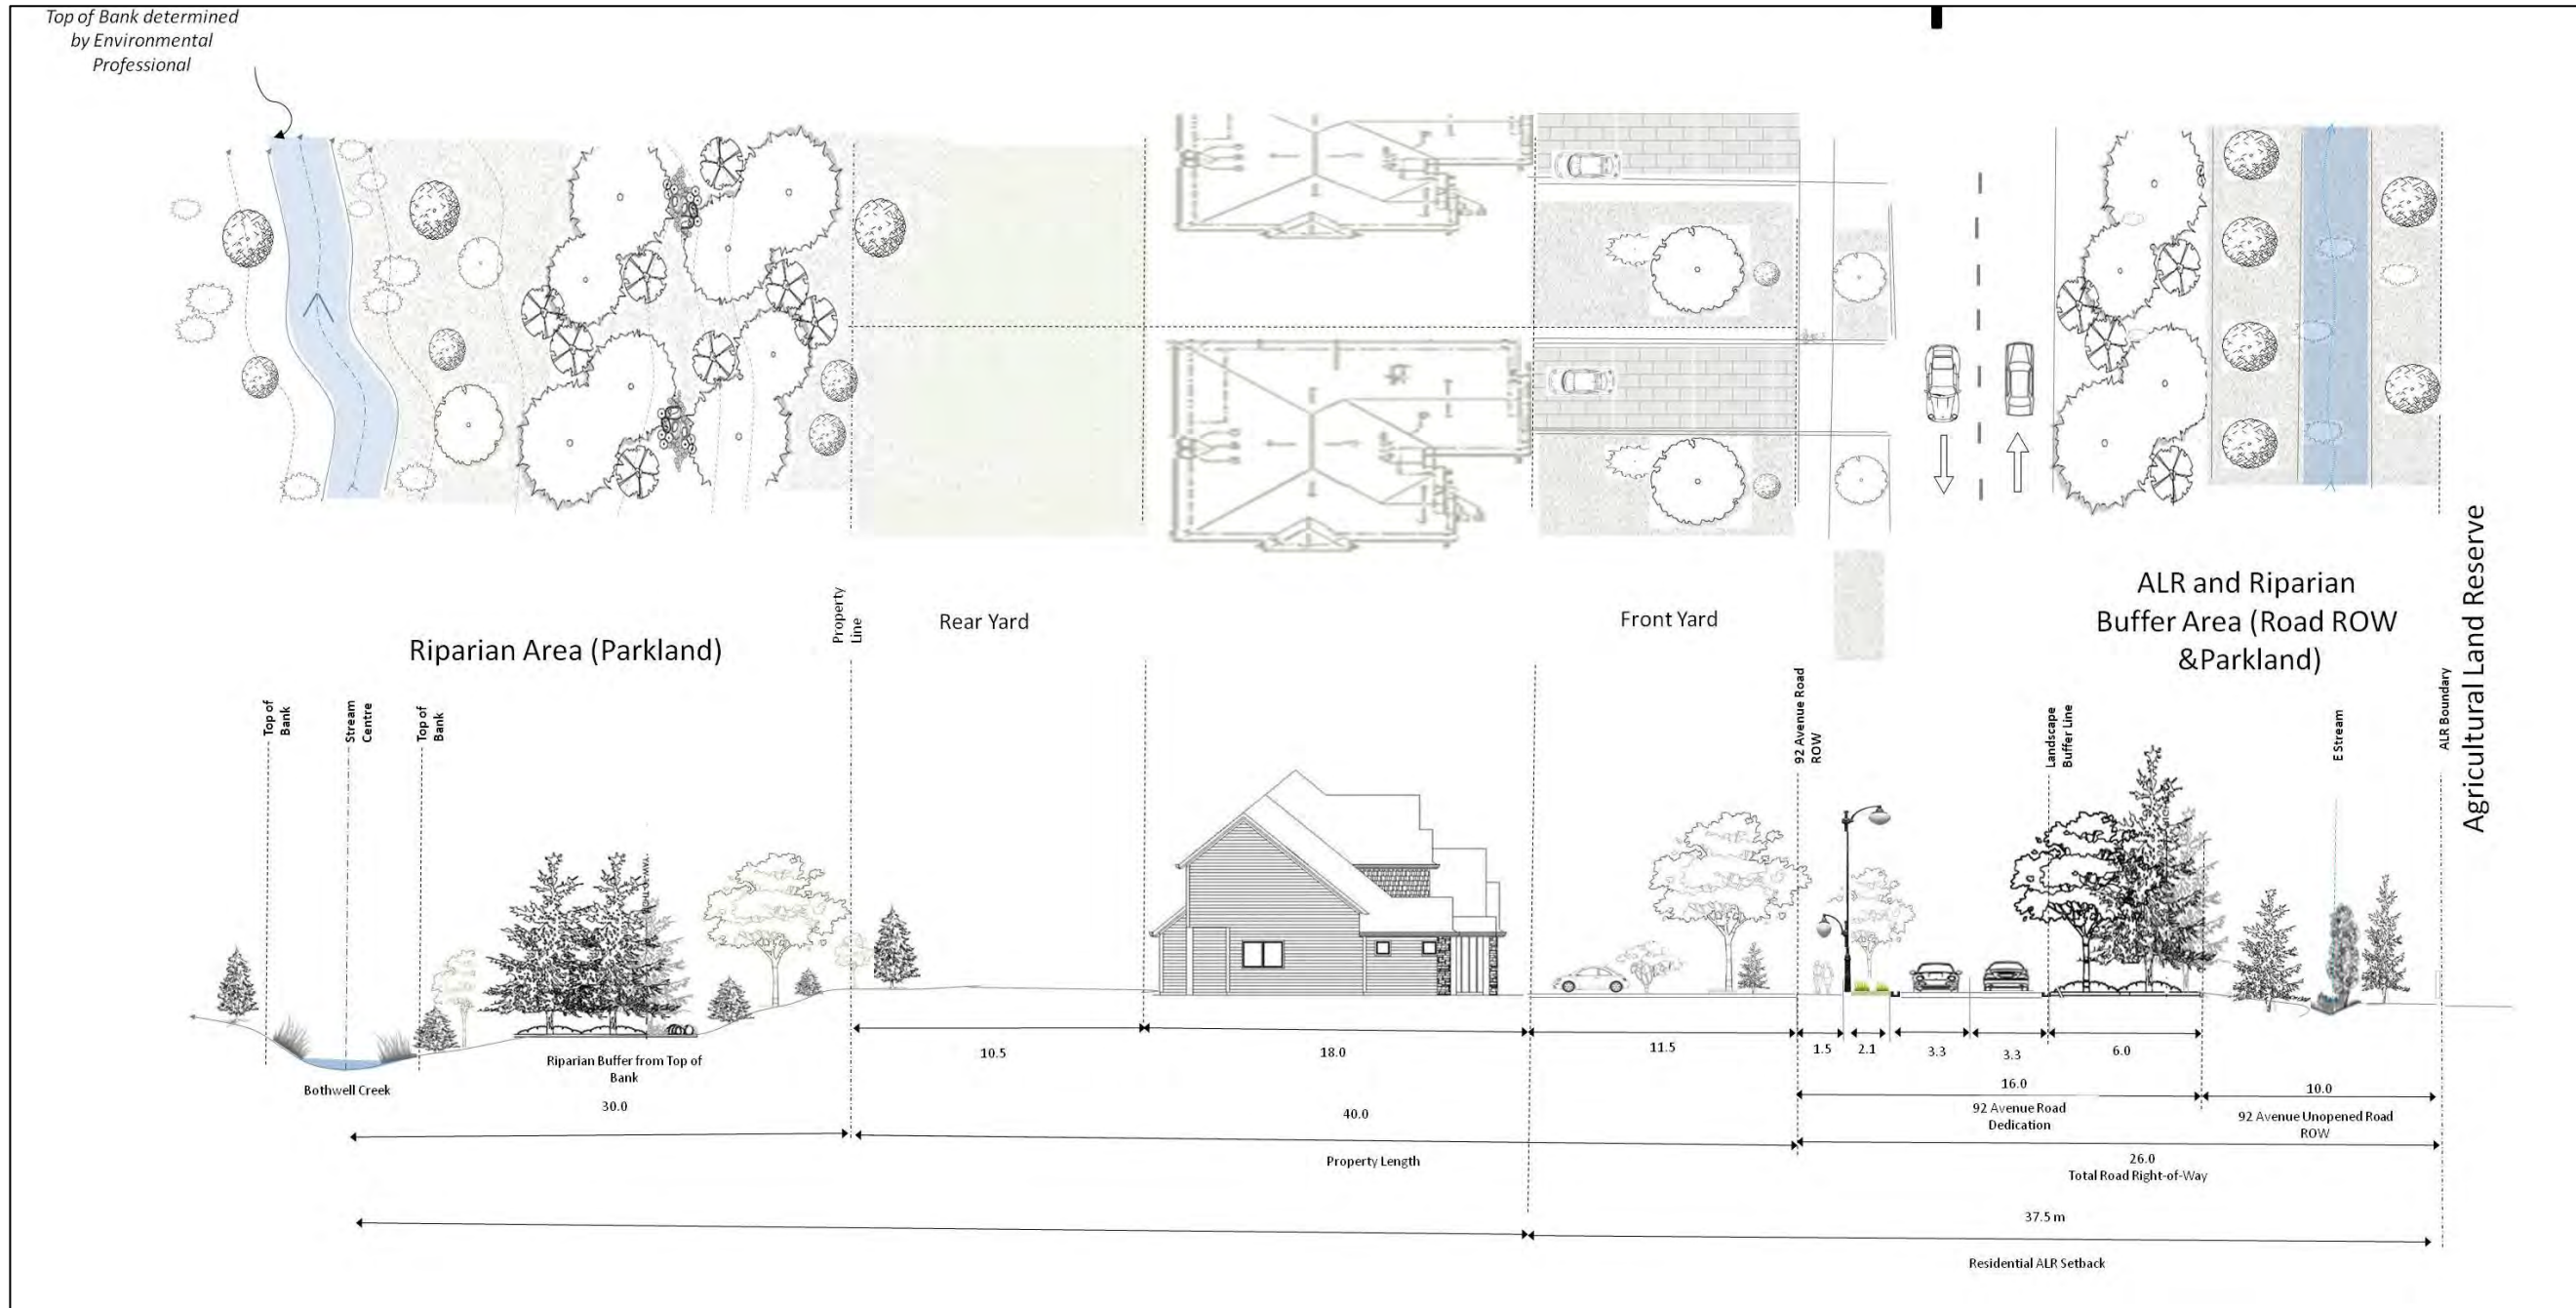 Top of Bank determined
by Environmental
Professional
Riparian Area (Parkland)
Property
Line
Rear Yard
Front Yard
ALR and Riparian
Buffer Area (Road ROW
&Parkland)
Agricultural Land Reserve
Top of
Bank
Stream
Centre
Top of
Bank
92 Avenue Road
ROW
Landscape
Buffer Line
E Stream
ALR Boundary
Bothwell Creek
Riparian Buffer from Top of
Bank
30.0
10.5
18.0
11.5
1.5
2.1
3.3
3.3
6.0
40.0
Property Length
16.0
92 Avenue Road
Dedication
10.0
92 Avenue Unopened Road
ROW
26.0
Total Road Right-of-Way
37.5 m
Residential ALR Setback